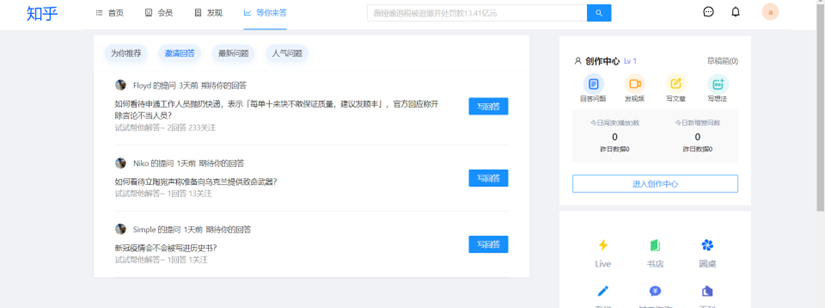 知乎 首页 会员 发现 等你来答 薇娅偷逃税被追缴并处罚款13.41亿元 a
为你推荐 邀请回答 最新问题 人气问题
Floyd 的提问 3天前 期待你的回答
如何看待申通工作人员抛扔快递，表示「每单十来块不敢保证质量，建议发顺丰」，官方回应称开
除言论不当人员？
试试帮他解答~ 2回答 233关注
写回答
Niko 的提问 1天前 期待你的回答
如何看待立陶宛声称准备向乌克兰提供致命武器？
试试帮他解答~ 1回答 13关注
写回答
Simple 的提问 1天前 期待你的回答
新冠疫情会不会被写进历史书？
试试帮他解答~ 1回答 1关注
写回答
创作中心 Lv 1 草稿箱(0)
回答问题 发视频 写文章 写想法
今日阅读(播放)数 今日新增赞同数
0 0
昨日数据0 昨日数据0
进入创作中心
Live 书店 圆桌